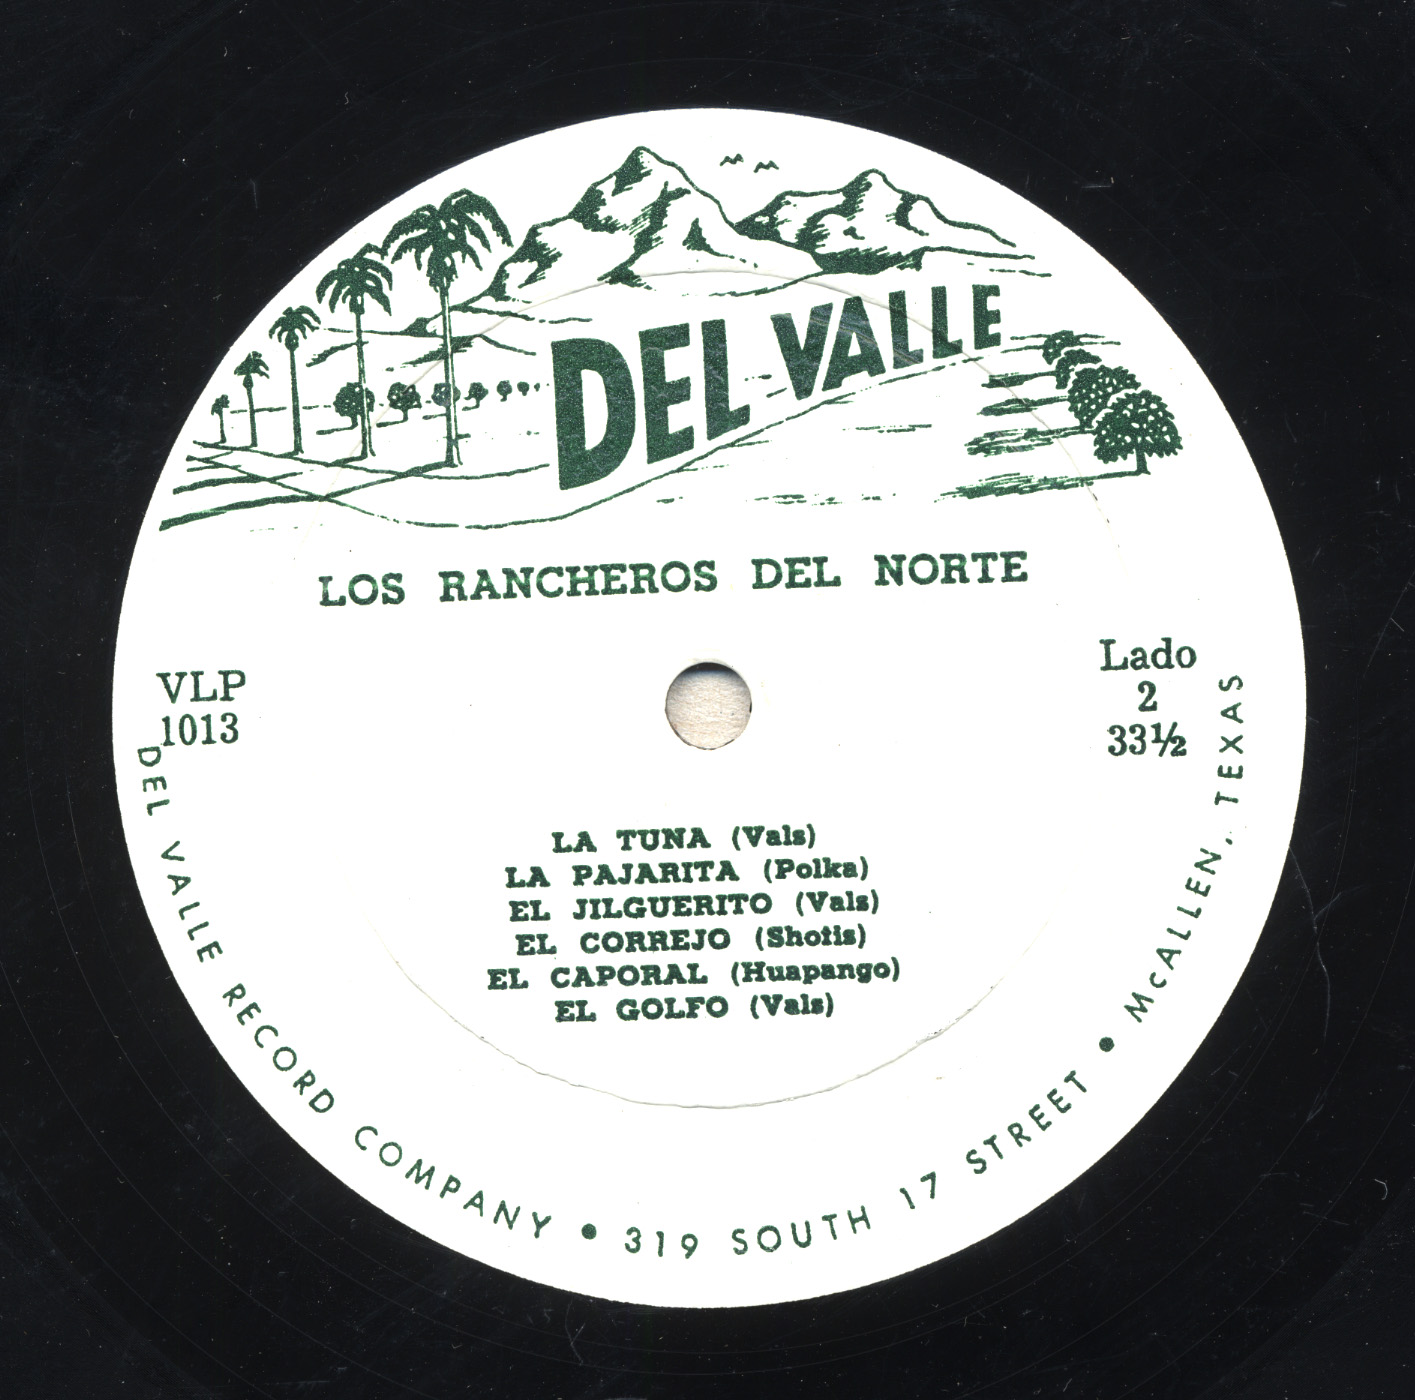 DEL VALLE
LOS RANCHEROS DEL NORTE
VLP
1013
Lado
2
33½
LA TUNA (Vals)
LA PAJARITA (Polka)
EL JILGUERITO (Vals)
EL CORREJO (Shotis)
EL CAPORAL (Huapango)
EL GOLFO (Vals)
DEL VALLE RECORD COMPANY • 319 SOUTH 17 STREET • McALLEN, TEXAS